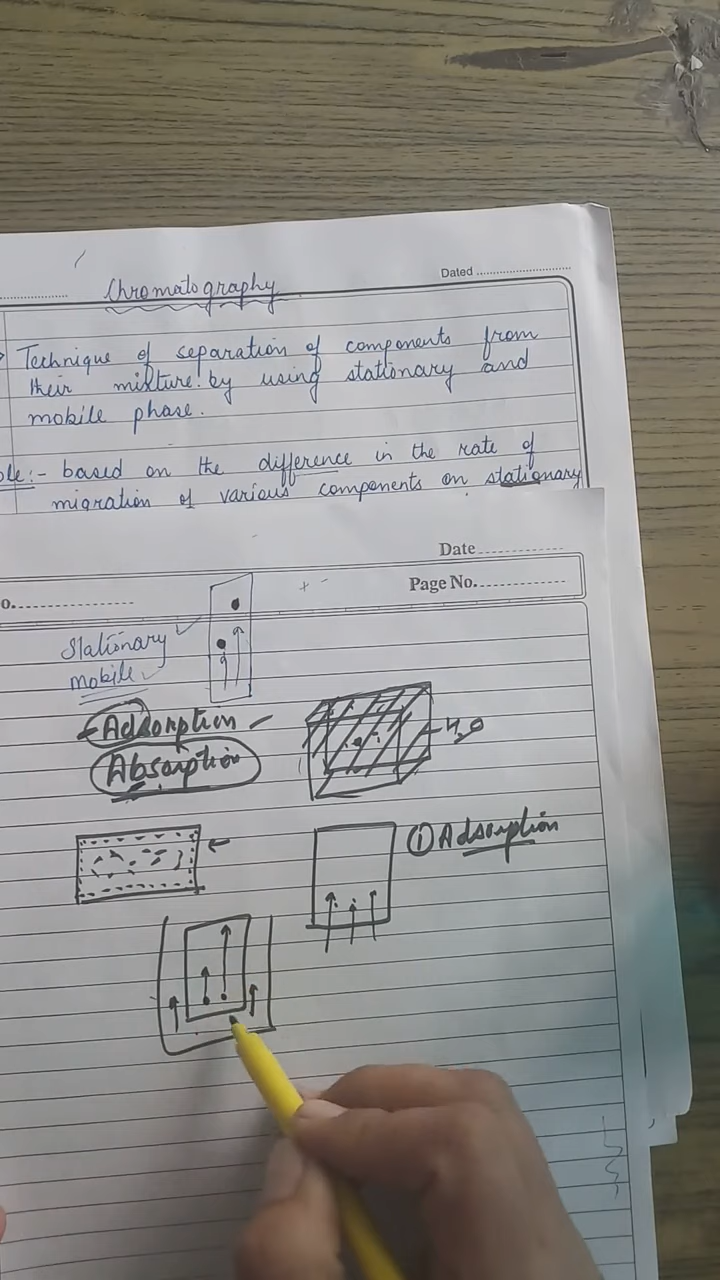 Dated
Chromatography
Technique of separation of components from
their mixture by using stationary and
mobile phase.
:- based on the difference in the rate of
migration of various components on stationary
Date
o.
Page No.
+ -
Stationary
mobile
Adsorption
H2O
Absorption
① Adsorption